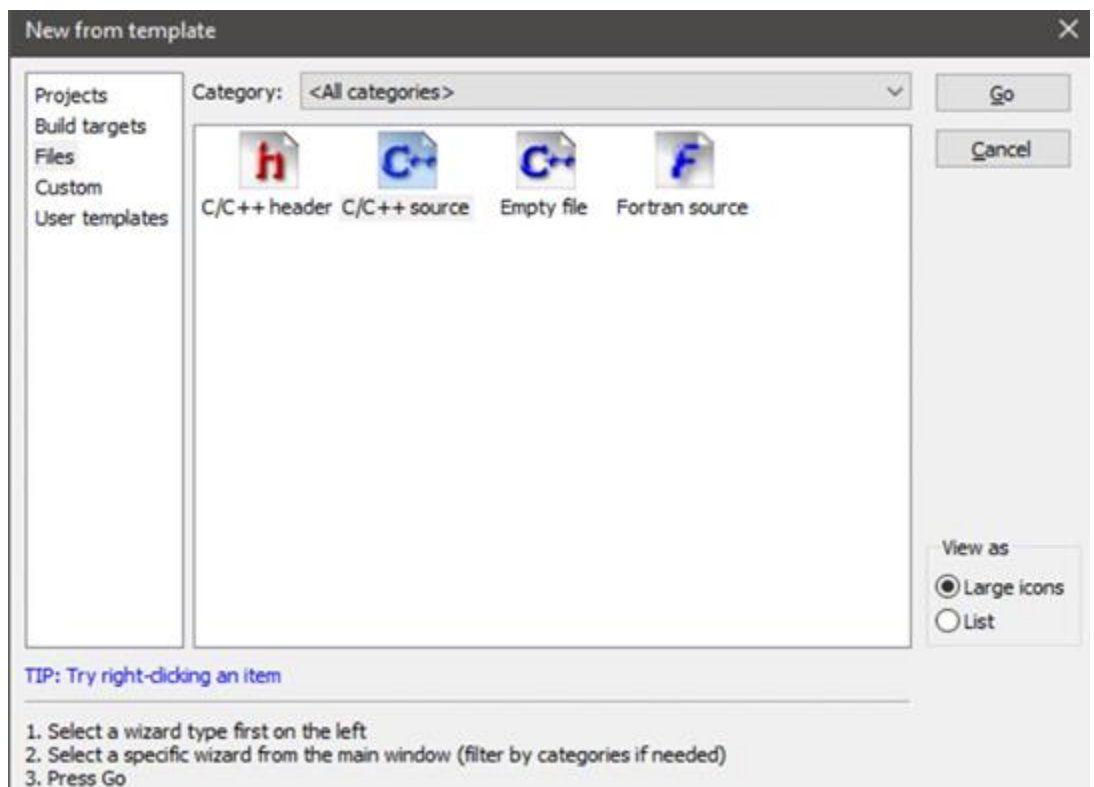 New from template
Projects
Build targets
Files
Custom
User templates
Category: <All categories>
h C++ C++ F
C/C++ header C/C++ source Empty file Fortran source
Go
Cancel
View as
Large icons
List
TIP: Try right-clicking an item
1. Select a wizard type first on the left
2. Select a specific wizard from the main window (filter by categories if needed)
3. Press Go